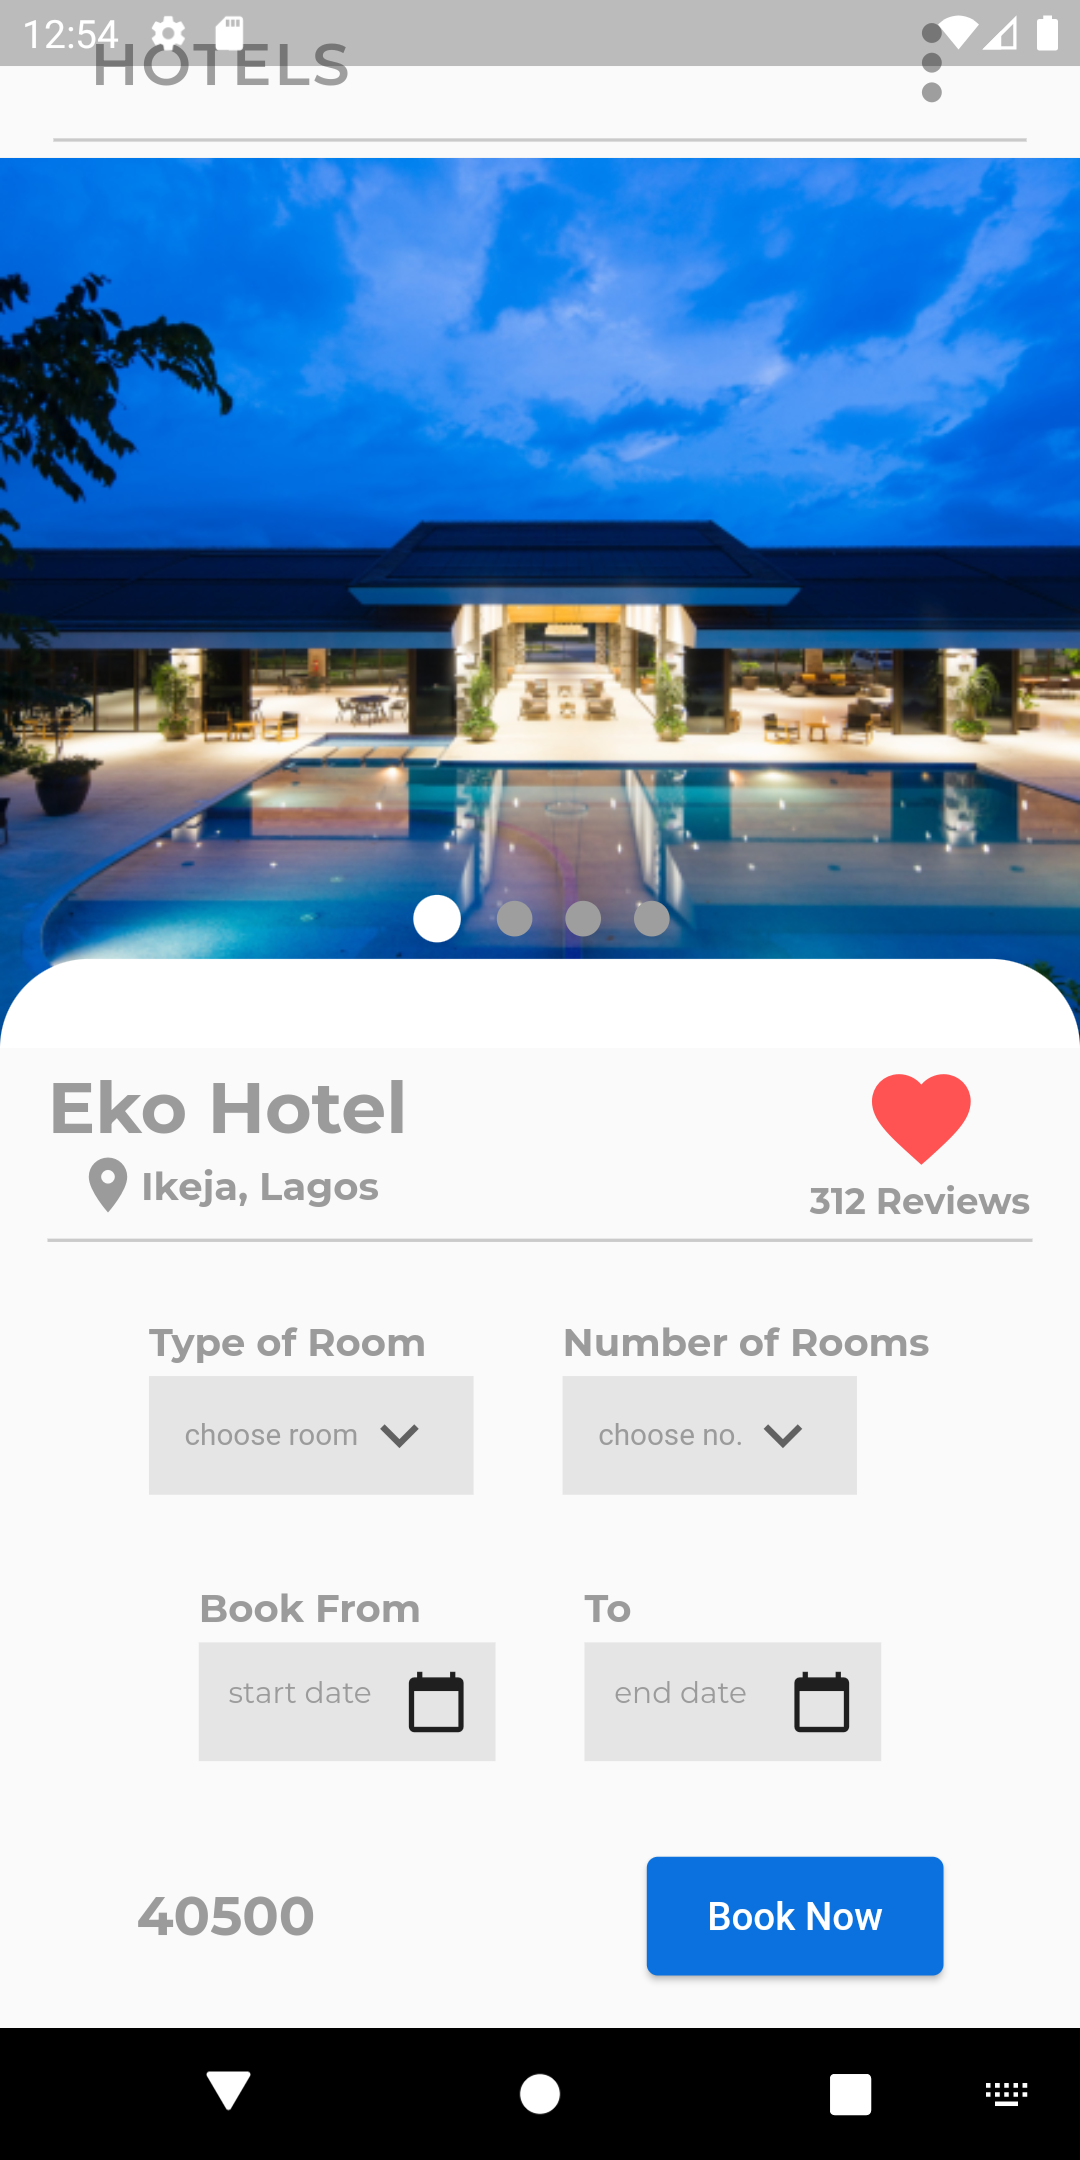 12:54
HOTELS
Eko Hotel
Ikeja, Lagos
312 Reviews
Type of Room
Number of Rooms
choose room
choose no.
Book From
To
start date
end date
40500
Book Now